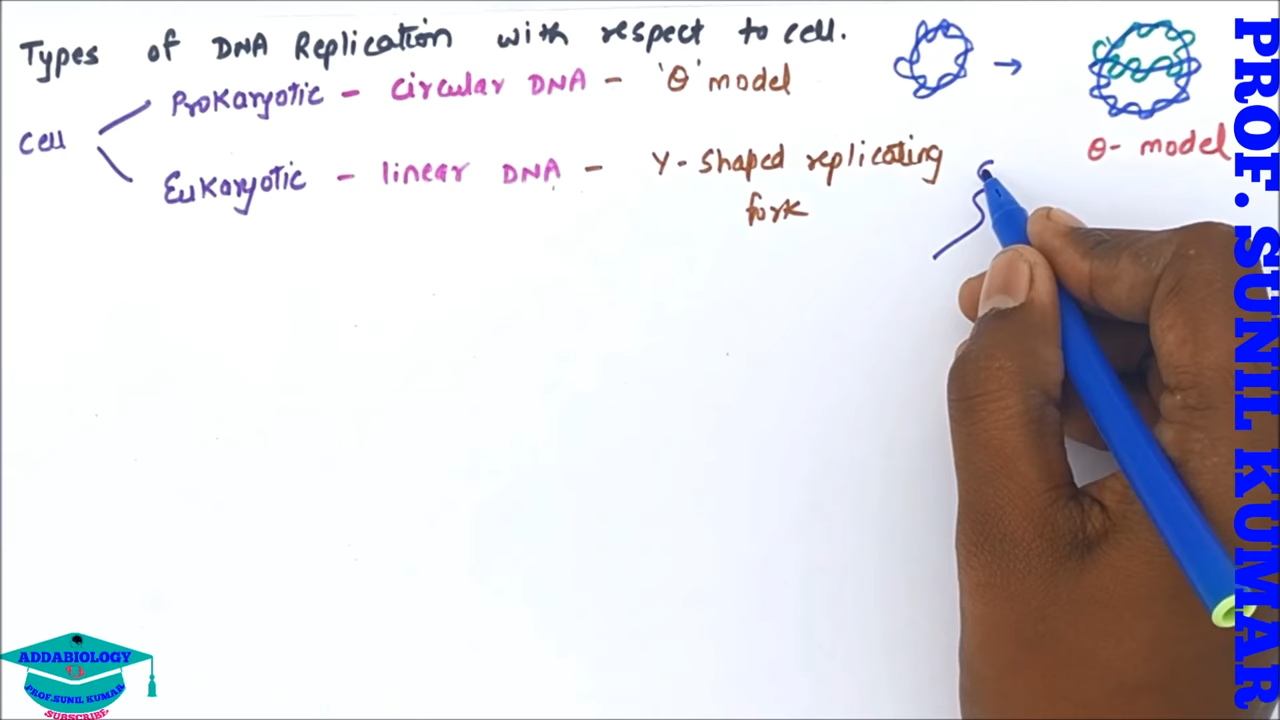 Types of DNA Replication with respect to cell.
Prokaryotic - circular DNA - 'θ' model
Cell
Eukaryotic - linear DNA - Y-shaped replicating
fork
θ- model
PROF. SUNIL KUMAR
ADDABIOLOGY
PROF.SUNIL KUMAR
SUBSCRIBE